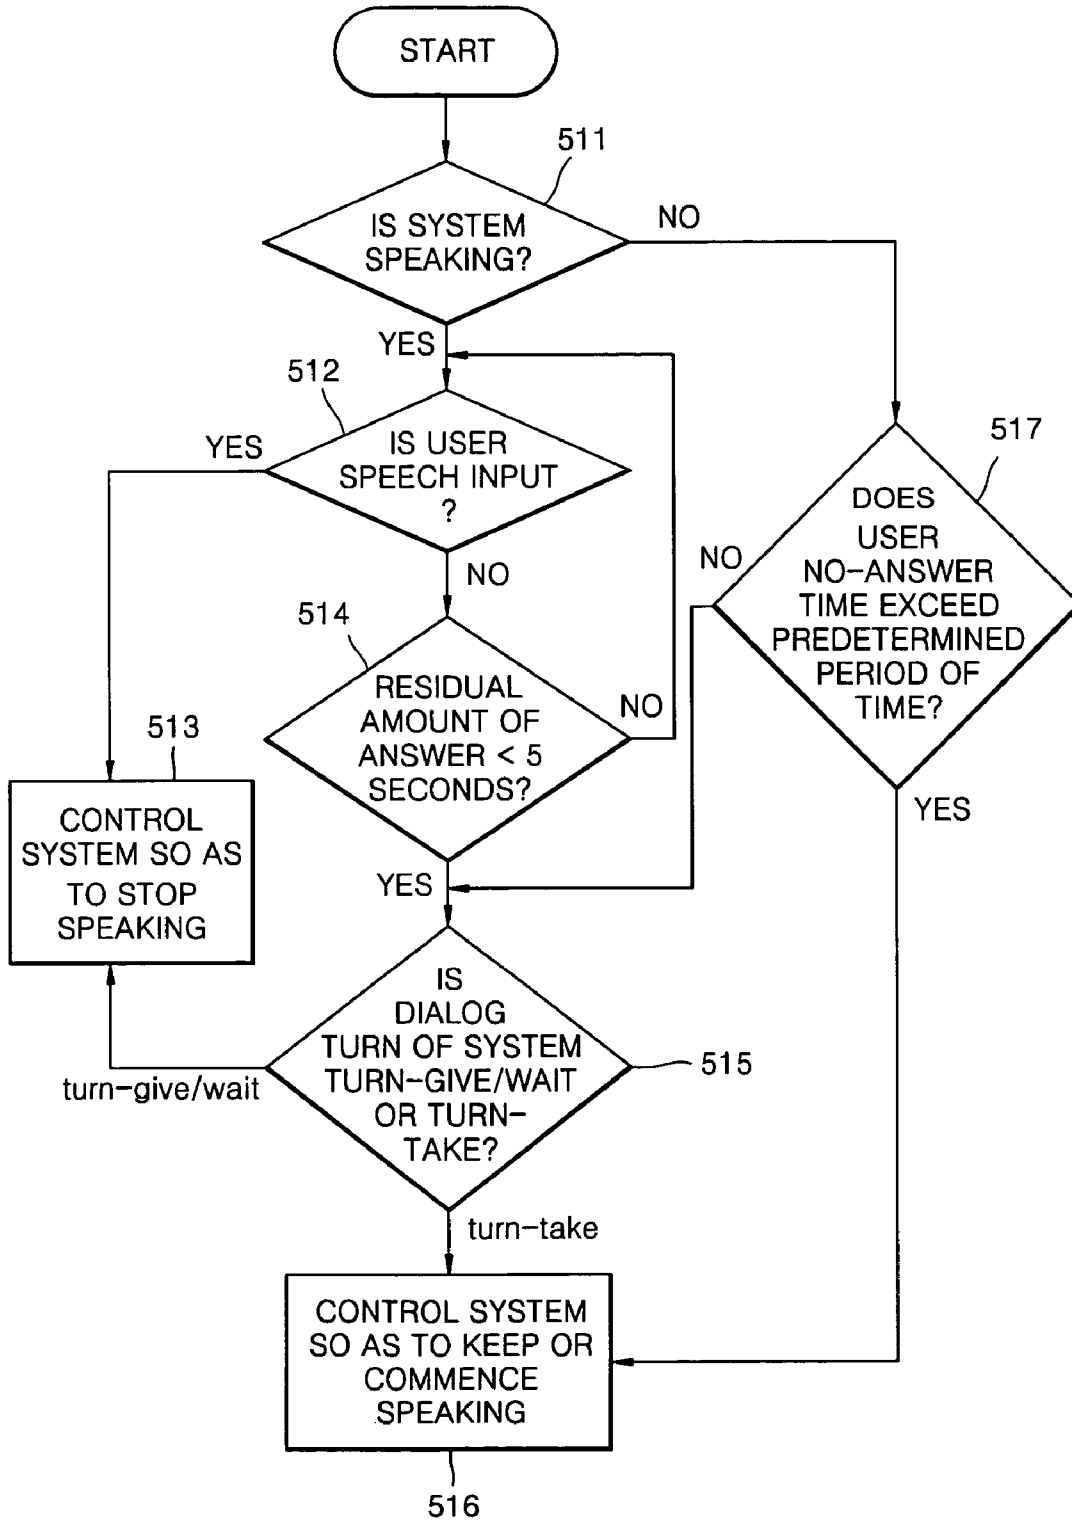 START
511
IS SYSTEM
SPEAKING?
NO
YES
512
IS USER
SPEECH INPUT
?
YES
NO
517
DOES
USER
NO-ANSWER
TIME EXCEED
PREDETERMINED
PERIOD OF
TIME?
NO
YES
514
RESIDUAL
AMOUNT OF
ANSWER < 5
SECONDS?
NO
YES
513
CONTROL
SYSTEM SO AS
TO STOP
SPEAKING
IS
DIALOG
TURN OF SYSTEM
TURN-GIVE/WAIT
OR TURN-
TAKE?
515
turn-give/wait
turn-take
CONTROL SYSTEM
SO AS TO KEEP OR
COMMENCE
SPEAKING
516